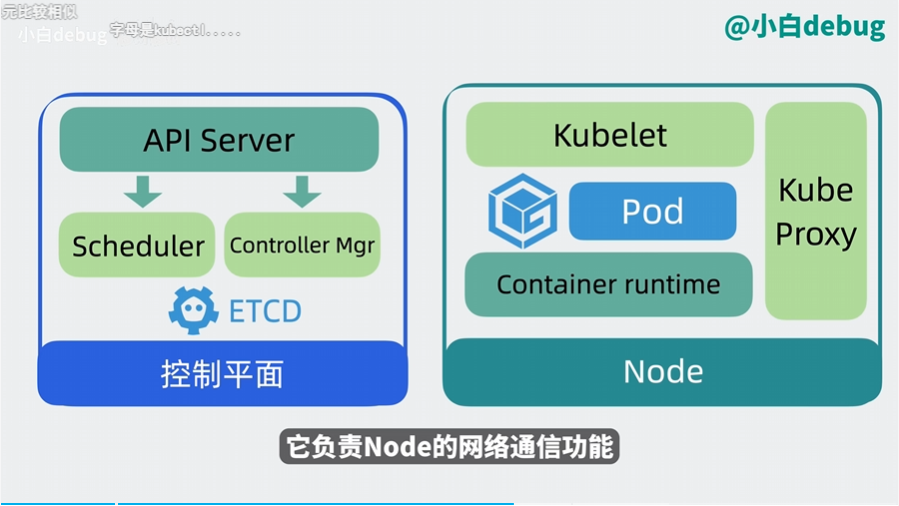 元比较相似
小白debug
字母是kubectl.....
@小白debug
API Server
Scheduler
Controller Mgr
ETCD
控制平面
Kubelet
Pod
Container runtime
Kube
Proxy
Node
它负责Node的网络通信功能